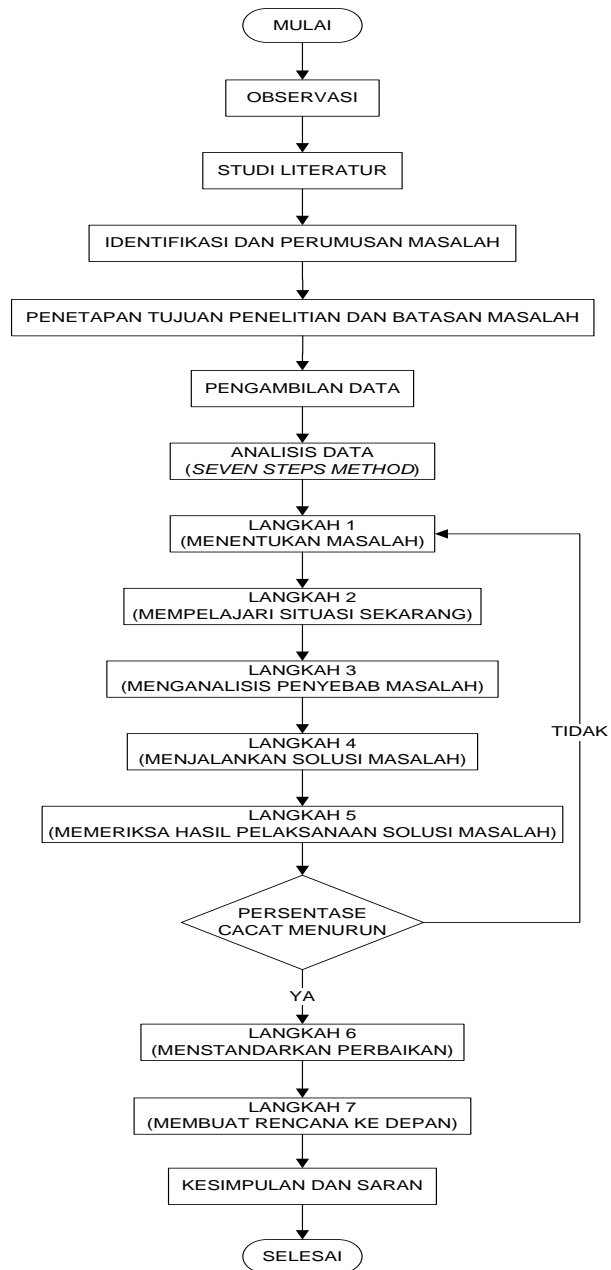 MULAI
OBSERVASI
STUDI LITERATUR
IDENTIFIKASI DAN PERUMUSAN MASALAH
PENETAPAN TUJUAN PENELITIAN DAN BATASAN MASALAH
PENGAMBILAN DATA
ANALISIS DATA
(SEVEN STEPS METHOD)
LANGKAH 1
(MENENTUKAN MASALAH)
LANGKAH 2
(MEMPELAJARI SITUASI SEKARANG)
LANGKAH 3
(MENGANALISIS PENYEBAB MASALAH)
LANGKAH 4
(MENJALANKAN SOLUSI MASALAH)
LANGKAH 5
(MEMERIKSA HASIL PELAKSANAAN SOLUSI MASALAH)
PERSENTASE
CACAT MENURUN
TIDAK
YA
LANGKAH 6
(MENSTANDARKAN PERBAIKAN)
LANGKAH 7
(MEMBUAT RENCANA KE DEPAN)
KESIMPULAN DAN SARAN
SELESAI